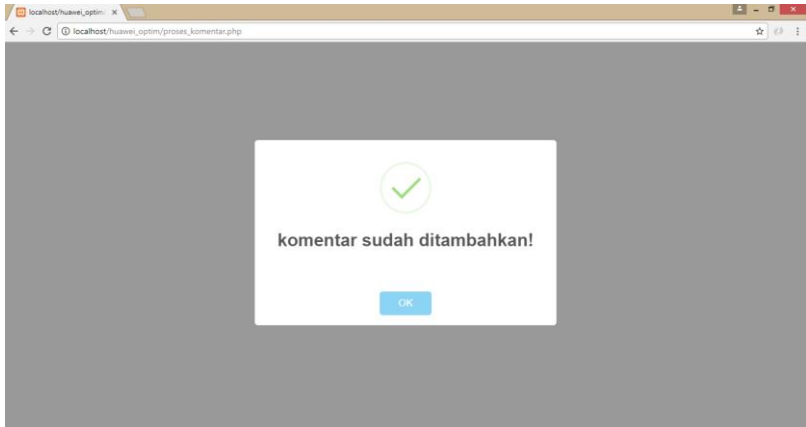 localhost/huawei_optim/
localhost/huawei_optim/proses_komentar.php
komentar sudah ditambahkan!
OK